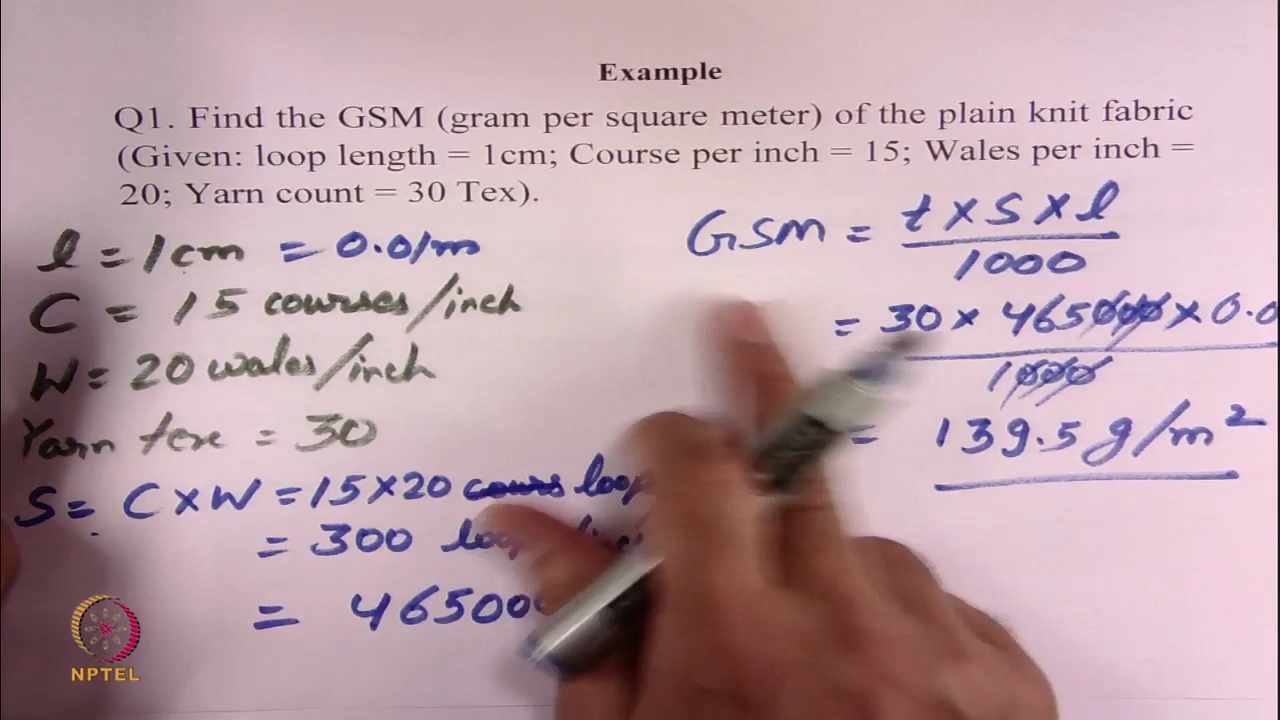 Example
Q1. Find the GSM (gram per square meter) of the plain knit fabric
(Given: loop length = 1cm; Course per inch = 15; Wales per inch =
20; Yarn count = 30 Tex).
l = 1cm = 0.01m
C = 15 courses/inch
W = 20 wales/inch
Yarn tex = 30
S = C×W = 15×20 loop
= 300
= 46500
GSM = t × S × l
1000
= 30 × 465000 × 0.0
1000
= 139.5 g/m²
NPTEL